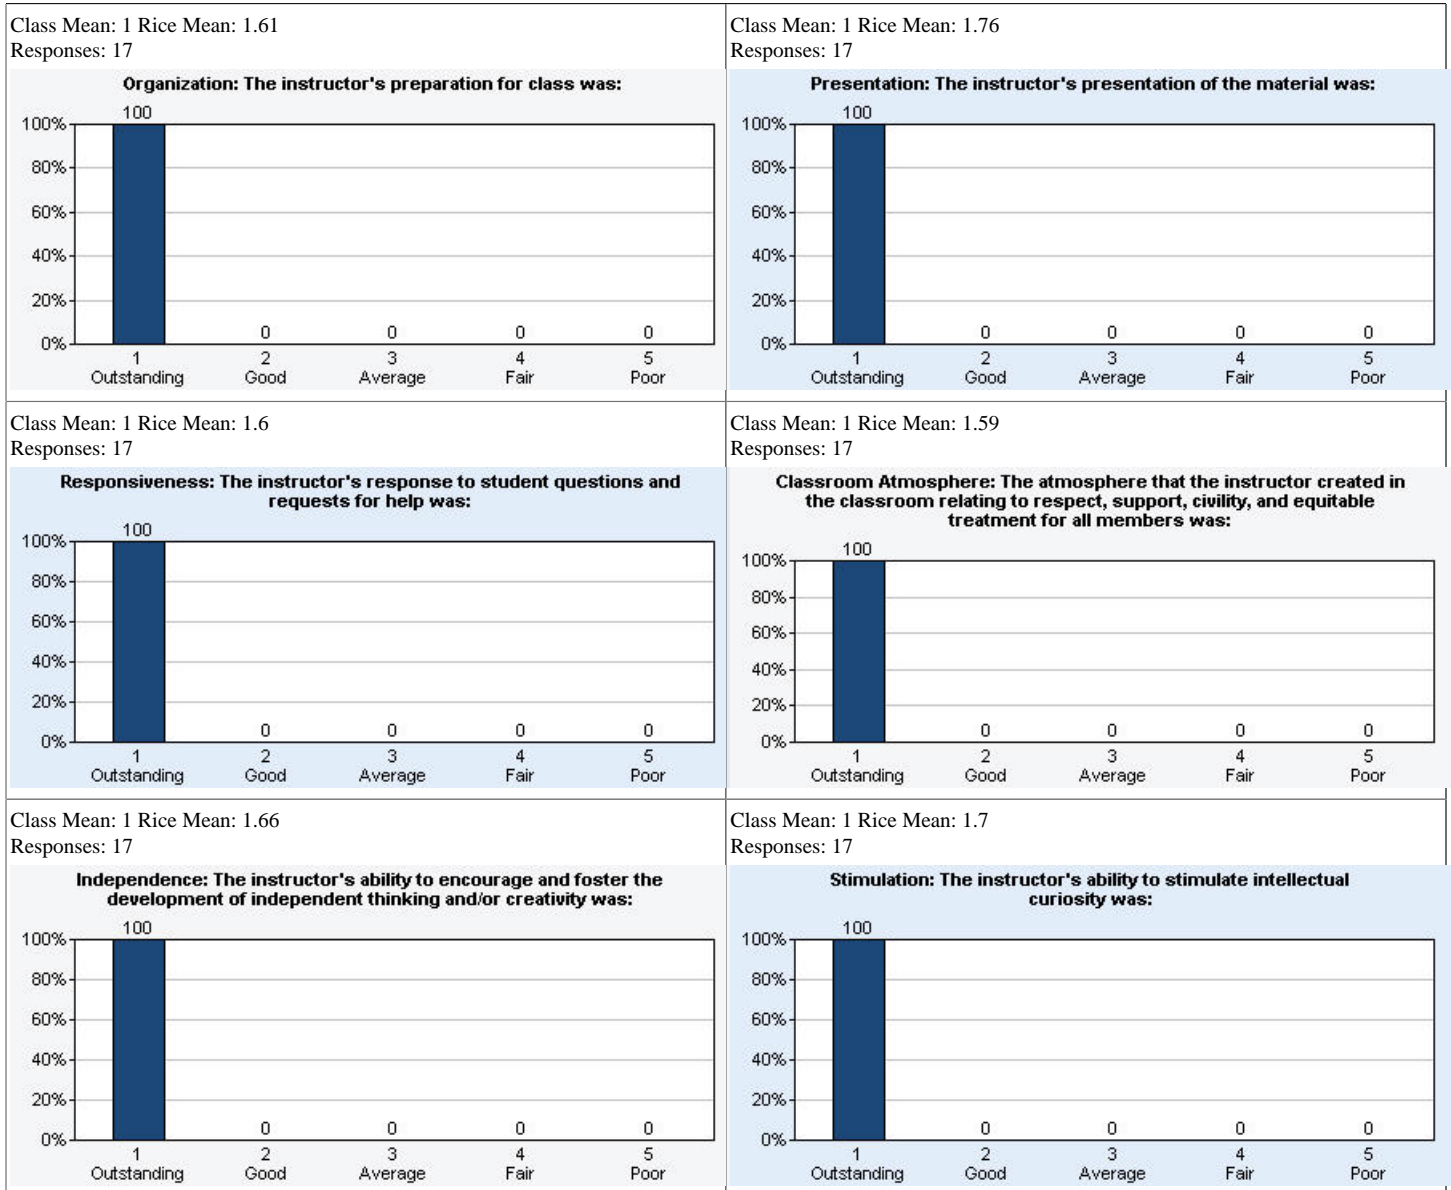 Class Mean: 1 Rice Mean: 1.61
Responses: 17
Organization: The instructor's preparation for class was:
100
100%
80%
60%
40%
20%
0%
0 0 0 0
1 2 3 4 5
Outstanding Good Average Fair Poor
Class Mean: 1 Rice Mean: 1.76
Responses: 17
Presentation: The instructor's presentation of the material was:
100
100%
80%
60%
40%
20%
0%
0 0 0 0
1 2 3 4 5
Outstanding Good Average Fair Poor
Class Mean: 1 Rice Mean: 1.6
Responses: 17
Responsiveness: The instructor's response to student questions and
requests for help was:
100
100%
80%
60%
40%
20%
0%
0 0 0 0
1 2 3 4 5
Outstanding Good Average Fair Poor
Class Mean: 1 Rice Mean: 1.59
Responses: 17
Classroom Atmosphere: The atmosphere that the instructor created in
the classroom relating to respect, support, civility, and equitable
treatment for all members was:
100
100%
80%
60%
40%
20%
0%
0 0 0 0
1 2 3 4 5
Outstanding Good Average Fair Poor
Class Mean: 1 Rice Mean: 1.66
Responses: 17
Independence: The instructor's ability to encourage and foster the
development of independent thinking and/or creativity was:
100
100%
80%
60%
40%
20%
0%
0 0 0 0
1 2 3 4 5
Outstanding Good Average Fair Poor
Class Mean: 1 Rice Mean: 1.7
Responses: 17
Stimulation: The instructor's ability to stimulate intellectual
curiosity was:
100
100%
80%
60%
40%
20%
0%
0 0 0 0
1 2 3 4 5
Outstanding Good Average Fair Poor